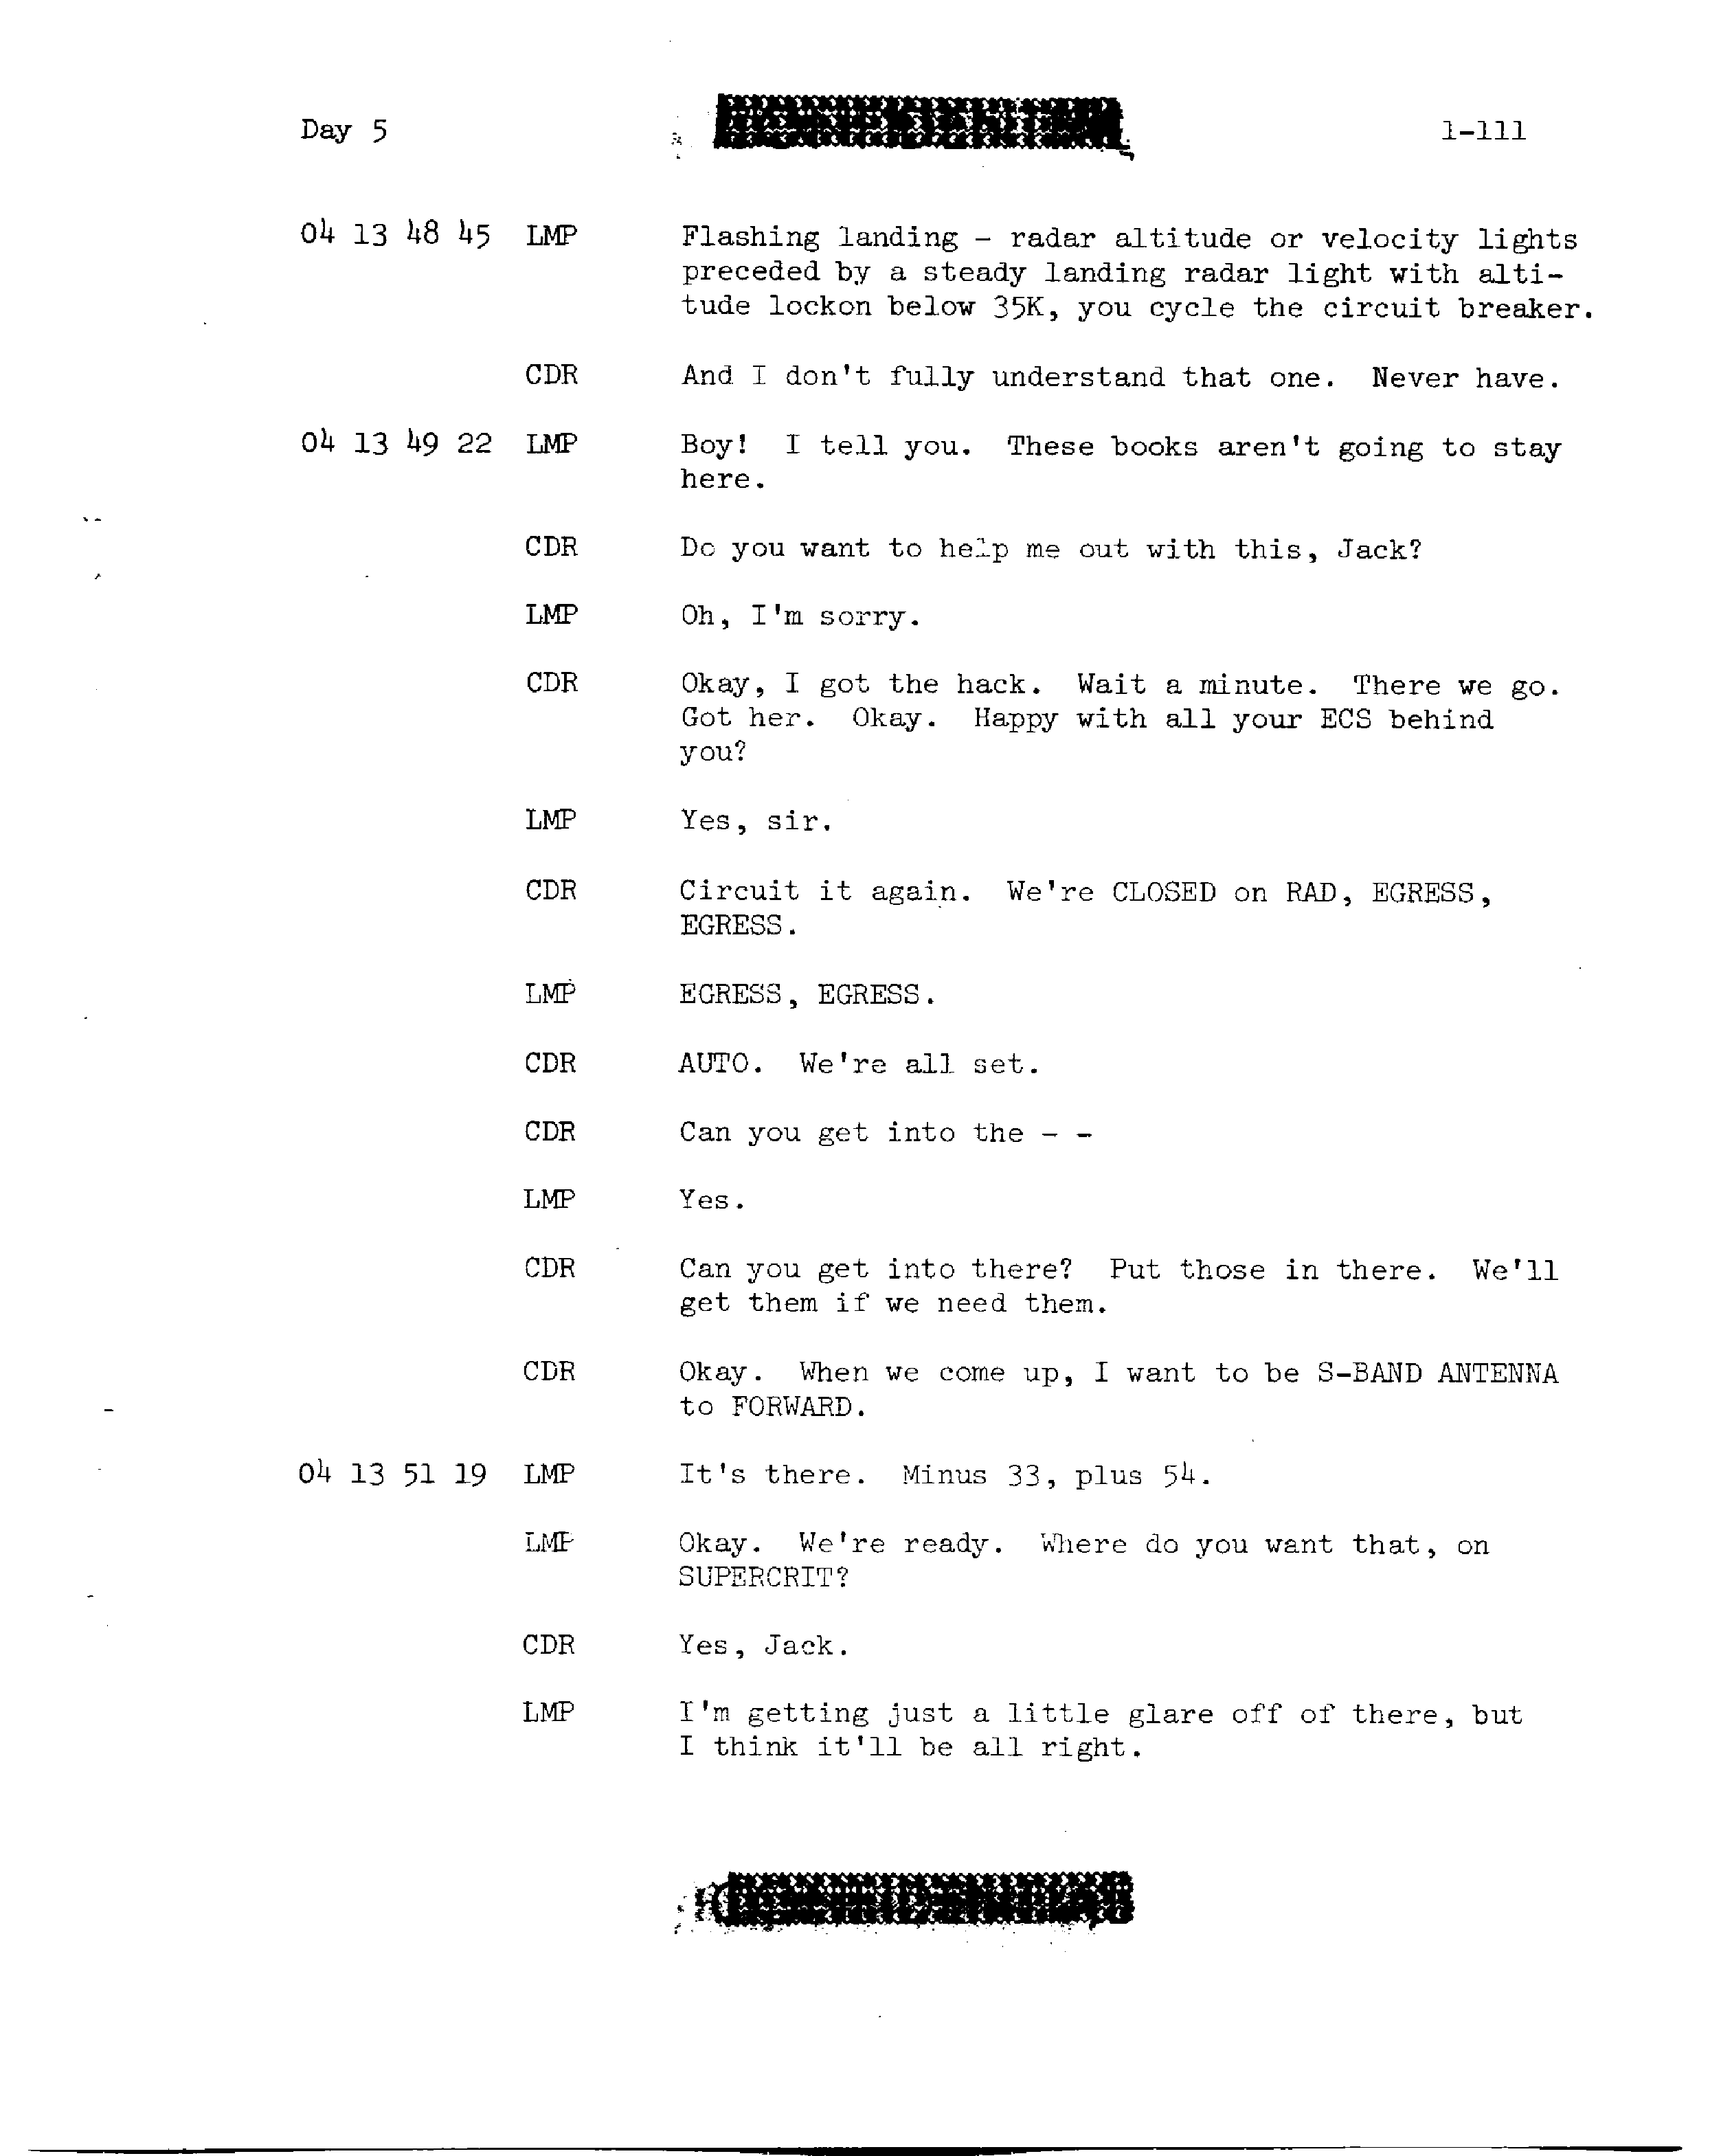 Day 5
1-111
04 13 48 45 LMP Flashing landing - radar altitude or velocity lights
preceded by a steady landing radar light with alti-
tude lockon below 35K, you cycle the circuit breaker.
CDR And I don't fully understand that one. Never have.
04 13 49 22 LMP Boy! I tell you. These books aren't going to stay
here.
CDR Do you want to help me out with this, Jack?
LMP Oh, I'm sorry.
CDR Okay, I got the hack. Wait a minute. There we go.
Got her. Okay. Happy with all your ECS behind
you?
LMP Yes, sir.
CDR Circuit it again. We're CLOSED on RAD, EGRESS,
EGRESS.
LMP EGRESS, EGRESS.
CDR AUTO. We're all set.
CDR Can you get into the - -
LMP Yes.
CDR Can you get into there? Put those in there. We'll
get them if we need them.
CDR Okay. When we come up, I want to be S-BAND ANTENNA
to FORWARD.
04 13 51 19 LMP It's there. Minus 33, plus 54.
LMP Okay. We're ready. Where do you want that, on
SUPERCRIT?
CDR Yes, Jack.
LMP I'm getting just a little glare off of there, but
I think it'll be all right.